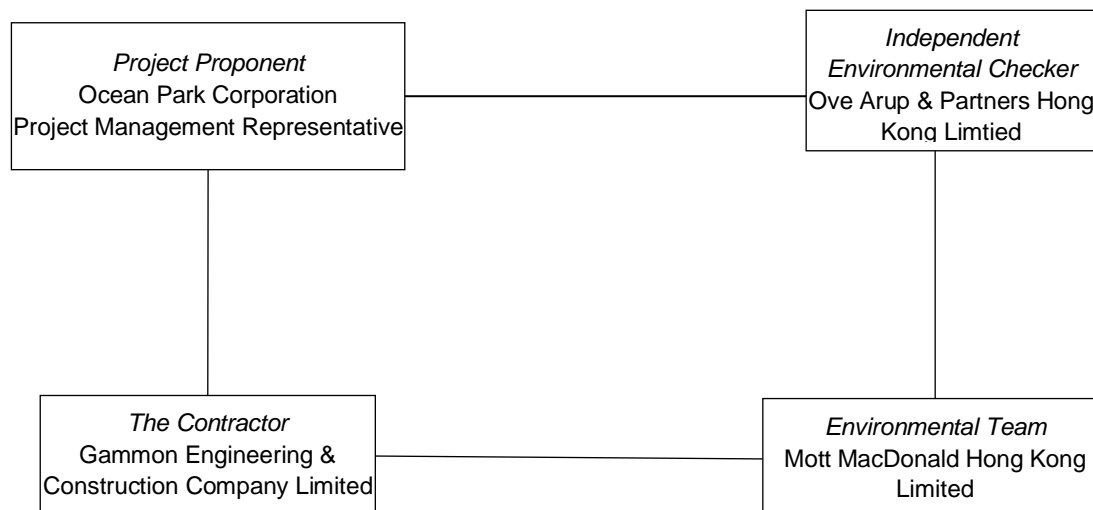 Project Proponent
Ocean Park Corporation
Project Management Representative
Independent
Environmental Checker
Ove Arup & Partners Hong
Kong Limtied
The Contractor
Gammon Engineering &
Construction Company Limited
Environmental Team
Mott MacDonald Hong Kong
Limited